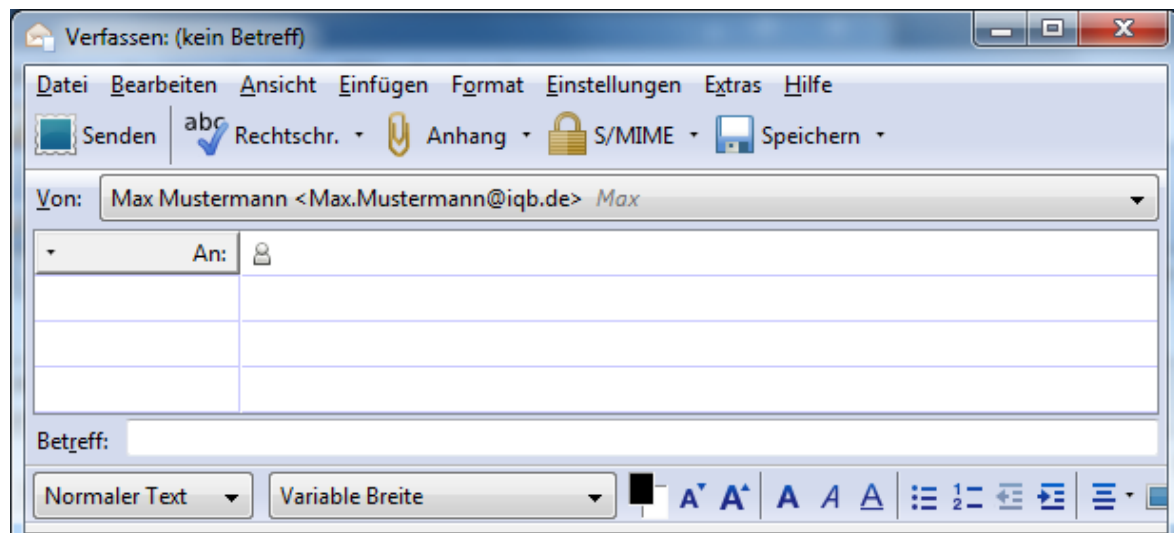 Verfassen: (kein Betreff)
Datei Bearbeiten Ansicht Einfügen Format Einstellungen Extras Hilfe
Senden abc Rechtschr. Anhang S/MIME Speichern
Von: Max Mustermann <Max.Mustermann@iqb.de> Max
An:
Betreff:
Normaler Text Variable Breite A A A A A